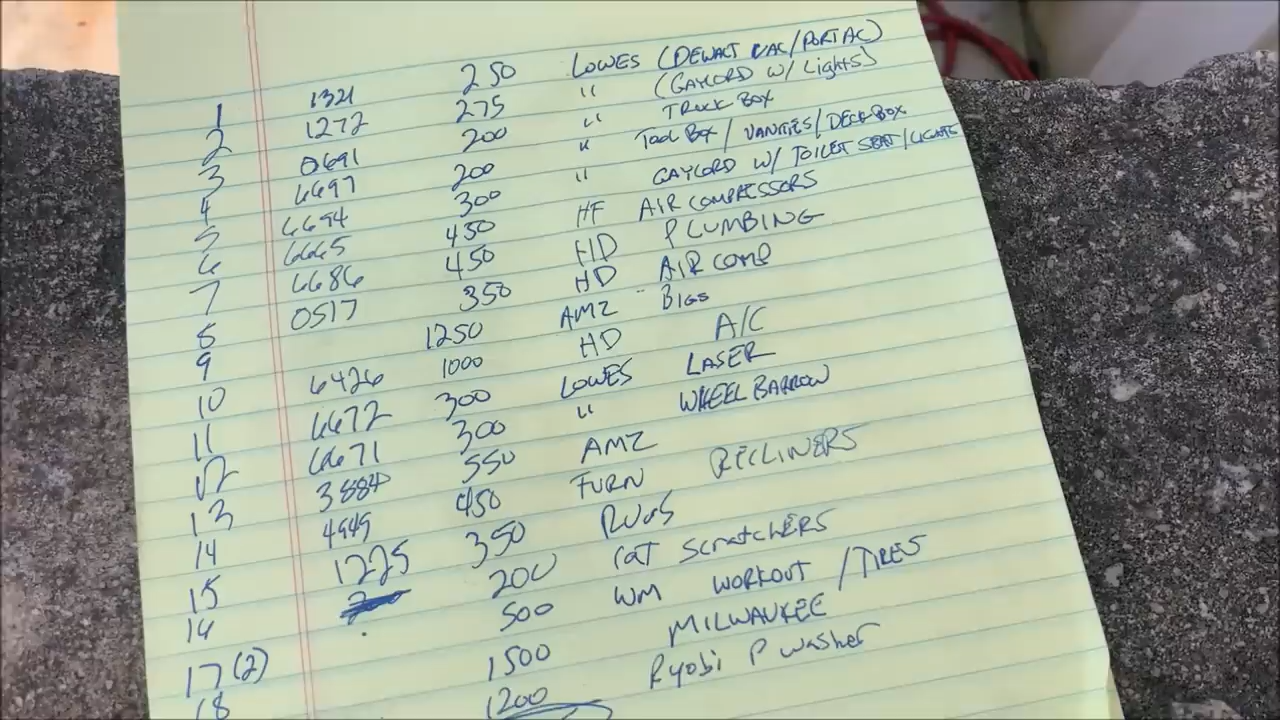 1 1321 250 LOWES (DEWALT VAC/PORT AC)
2 1272 275 " (GAYLORD W/ Lights)
3 0691 200 " TRUCK BOX
4 6697 200 " Tool Box / VANITIES/DECK BOX
5 6694 300 " GAYLORD W/ TOILET SEAT/LIGHTS
6 6665 450 HF AIR COMPRESSORS
7 6686 450 HD PLUMBING
8 0517 350 HD AIR COMP
9 1250 AMZ BIGS
10 6426 1000 HD A/C
11 6672 300 LOWES LASER
12 6671 300 " WHEEL BARROW
13 3884 550 AMZ
14 4949 450 FURN RECLINERS
15 1225 350 RUGS
16 200 CAT SCRATCHERS
17(2) 500 WM WORKOUT /TIRES
18 1500 MILWAUKEE
1200 Ryobi P washer